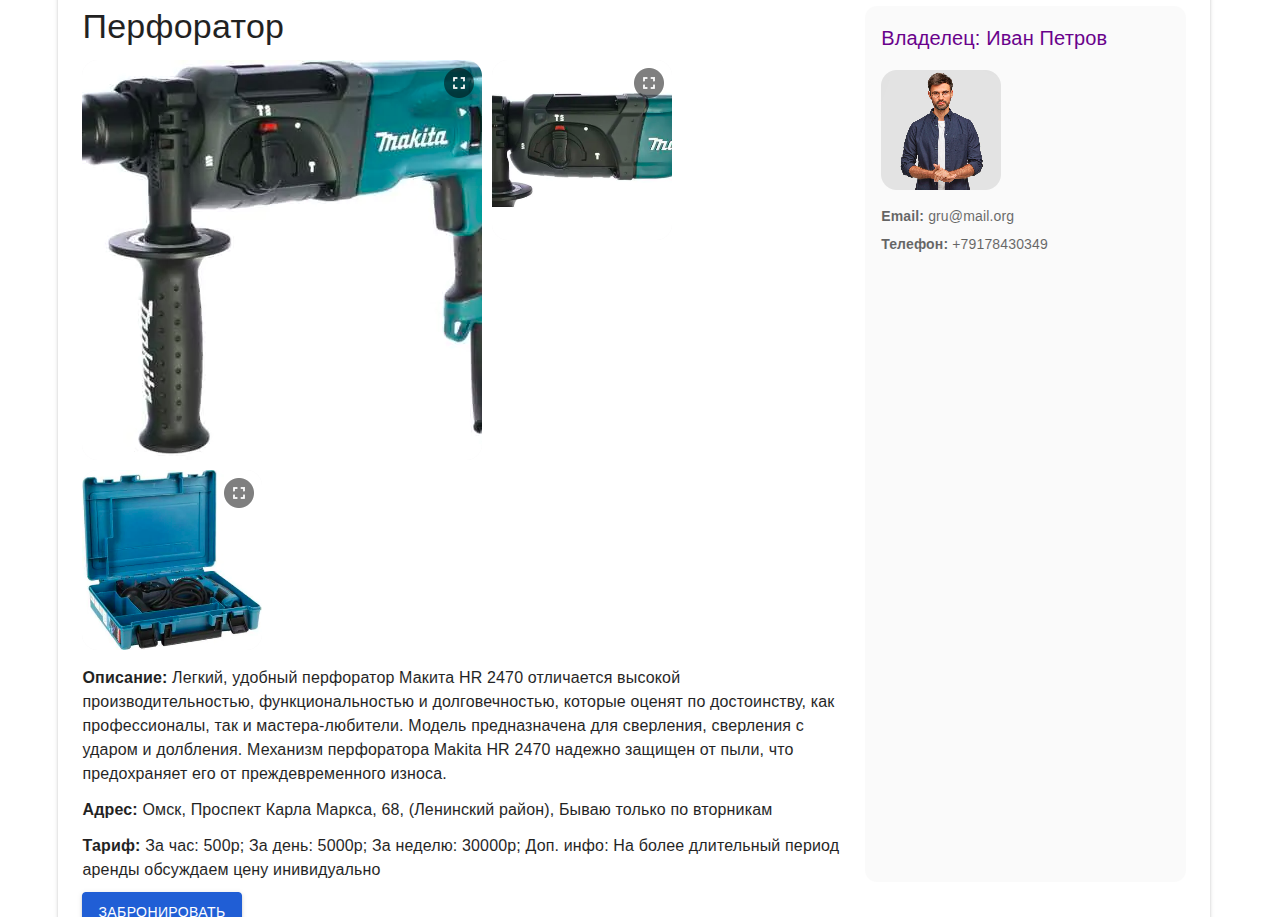 Перфоратор
Makita
T
Makita
Makita
T
Описание: Легкий, удобный перфоратор Макита HR 2470 отличается высокой
производительностью, функциональностью и долговечностью, которые оценят по достоинству, как
профессионалы, так и мастера-любители. Модель предназначена для сверления, сверления с
ударом и долбления. Механизм перфоратора Makita HR 2470 надежно защищен от пыли, что
предохраняет его от преждевременного износа.
Адрес: Омск, Проспект Карла Маркса, 68, (Ленинский район), Бываю только по вторникам
Тариф: За час: 500р; За день: 5000р; За неделю: 30000р; Доп. инфо: На более длительный период
аренды обсуждаем цену инивидуально
ЗАБРОНИРОВАТЬ
Владелец: Иван Петров
Email: gru@mail.org
Телефон: +79178430349